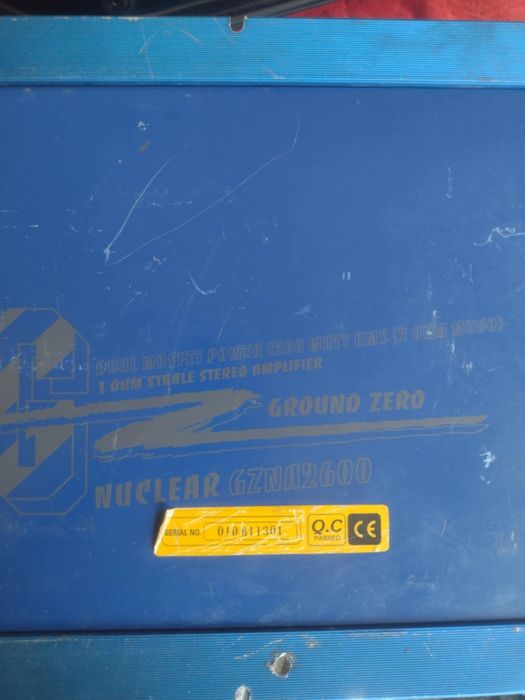 DUAL MOSFET POWER 1200 WATT RMS (2 OHM MONO)
1 OHM STABLE STEREO AMPLIFIER
GROUND ZERO
NUCLEAR GZNA2600
SERIAL NO. 010611301 Q.C PASSED CE